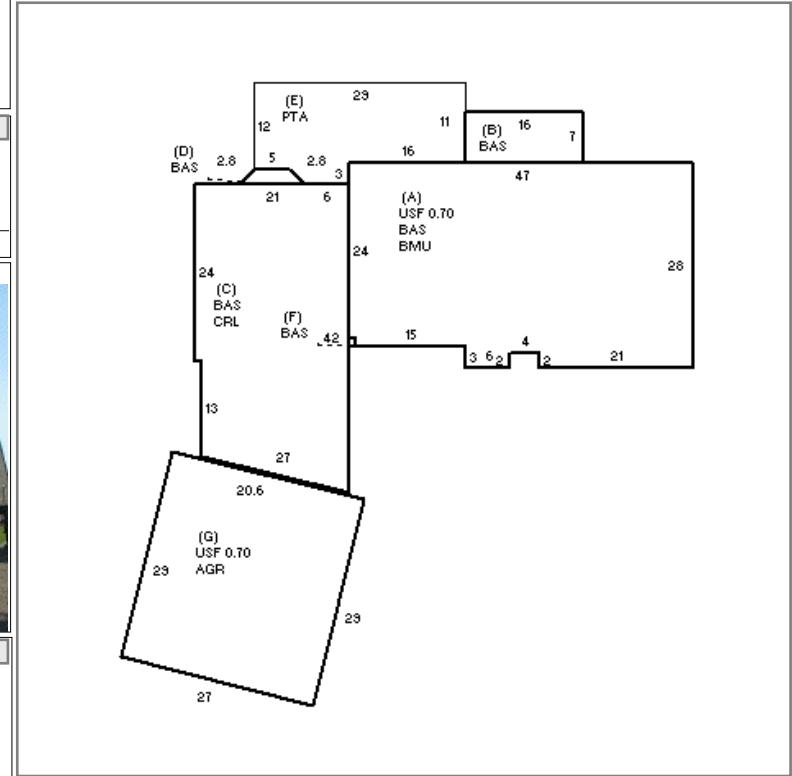 29
(E)
PTA
12
11
(B)
BAS
16
7
(D)
BAS
2.8
5
2.8
16
3
47
21
6
(A)
USF 0.70
BAS
BMU
24
24
28
(C)
BAS
CRL
(F)
BAS
42
15
4
3
6
2
2
21
13
27
20.6
(G)
USF 0.70
AGR
29
29
27